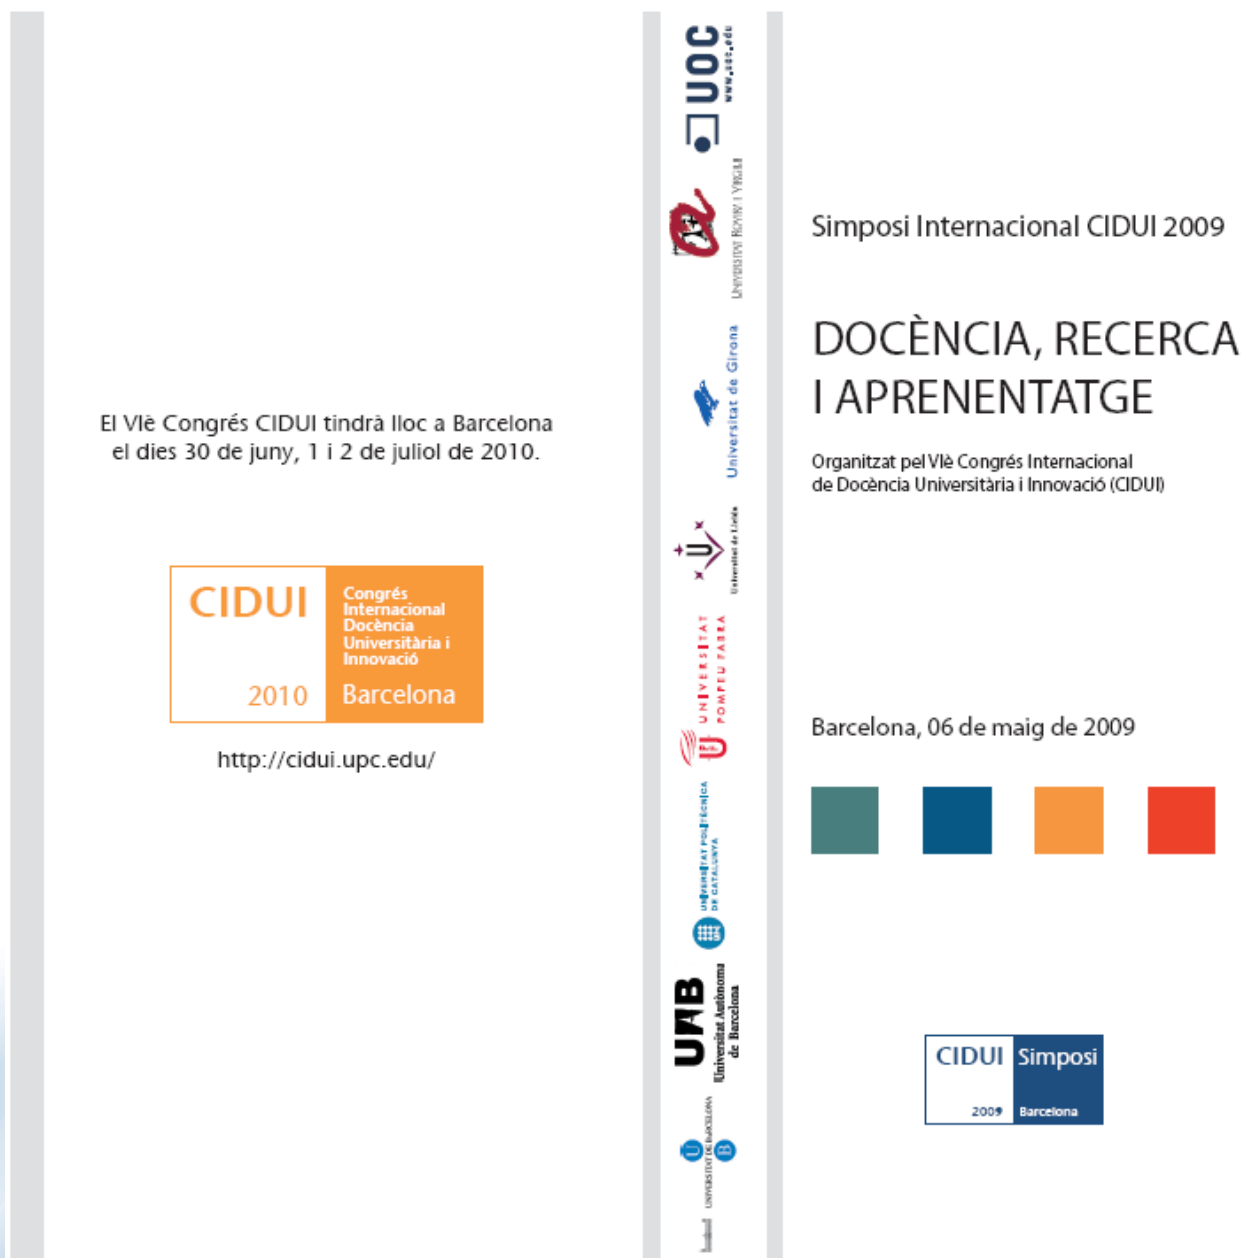 El VIè Congrés CIDUI tindrà lloc a Barcelona
el dies 30 de juny, 1 i 2 de juliol de 2010.
CIDUI
2010
Congrés
Internacional
Docència
Universitària i
Innovació
Barcelona
http://cidui.upc.edu/
UOC
www.uoc.edu
UNIVERSITAT ROVIRA I VIRGILI
Universitat de Girona
Universitat de Lleida
UNIVERSITAT
POMPEU FABRA
UNIVERSITAT POLITÈCNICA
DE CATALUNYA
UAB
Universitat Autònoma
de Barcelona
UNIVERSITAT DE BARCELONA
U
B
Simposi Internacional CIDUI 2009
DOCÈNCIA, RECERCA
I APRENENTATGE
Organitzat pel VIè Congrés Internacional
de Docència Universitària i Innovació (CIDUI)
Barcelona, 06 de maig de 2009
CIDUI
2009
Simposi
Barcelona